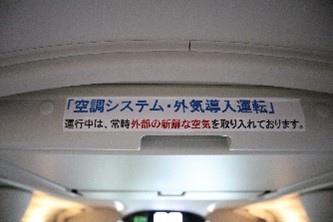 「空調システム・外気導入運転」
運行中は、常時外部の新鮮な空気を取り入れております。